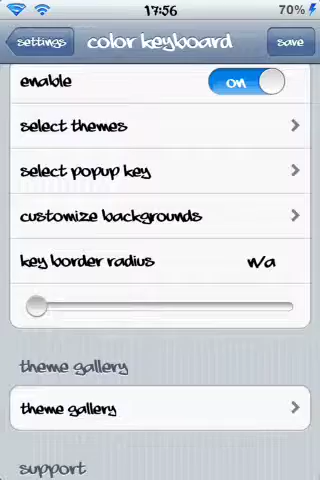 17:56 70%
settings color keyboard save
enable ON
select themes
select popup key
customize backgrounds
key border radius n/a
theme gallery
theme gallery
support